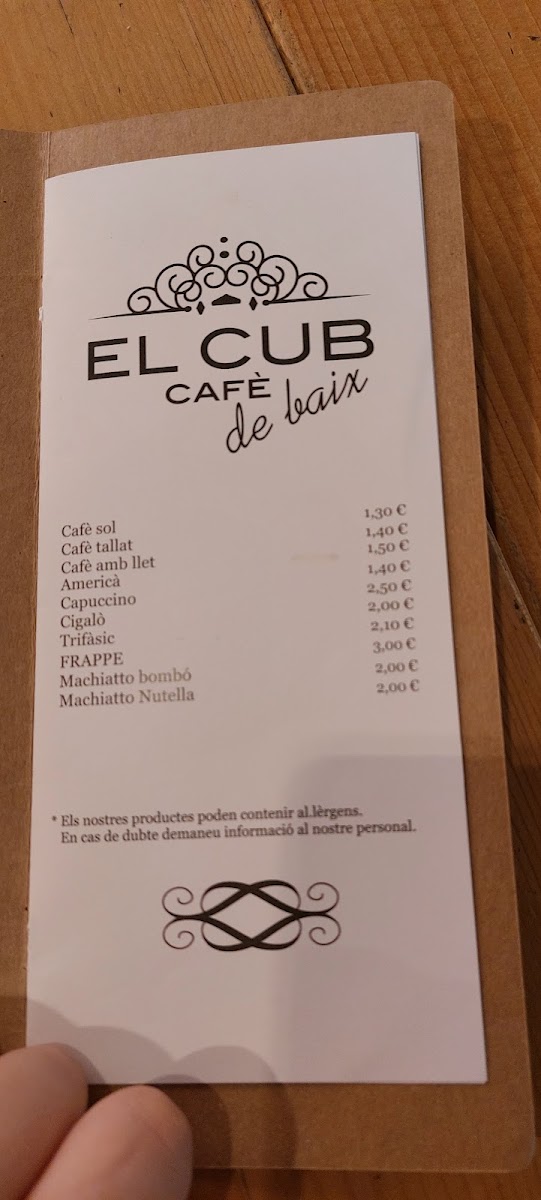 EL CUB
CAFÈ
de baix
Cafè sol 1,30 €
Cafè tallat 1,40 €
Cafè amb llet 1,50 €
Americà 1,40 €
Capuccino 2,50 €
Cigalò 2,00 €
Trifàsic 2,10 €
FRAPPE 3,00 €
Machiatto bombó 2,00 €
Machiatto Nutella 2,00 €
* Els nostres productes poden contenir al.lèrgens.
En cas de dubte demaneu informació al nostre personal.